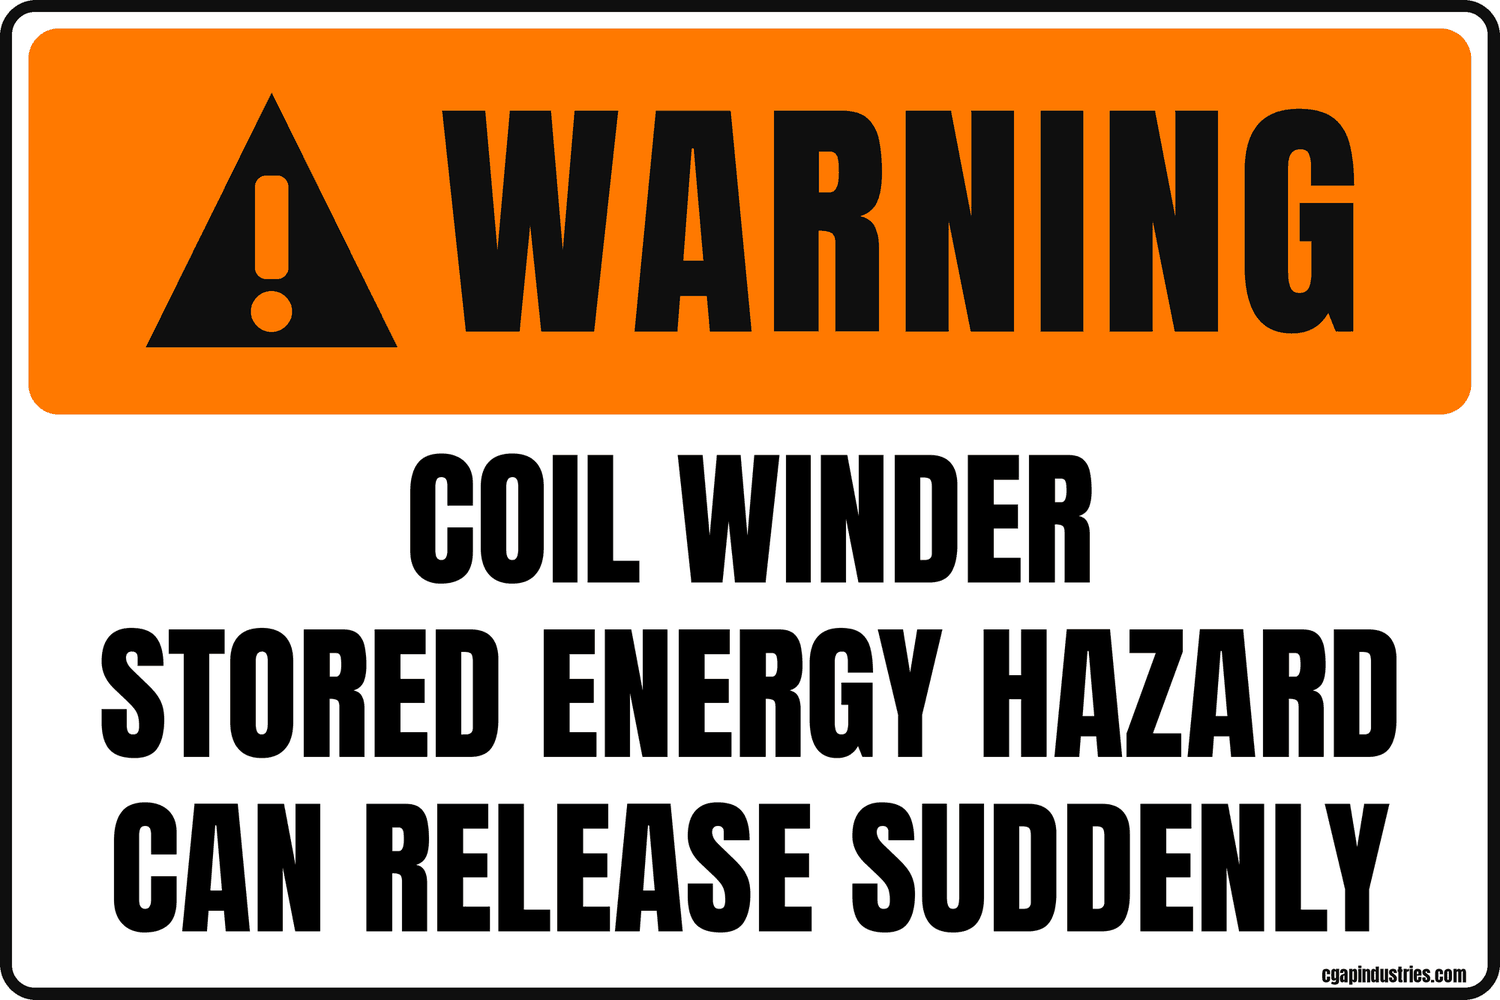 WARNING
COIL WINDER
STORED ENERGY HAZARD
CAN RELEASE SUDDENLY
cgapindustries.com